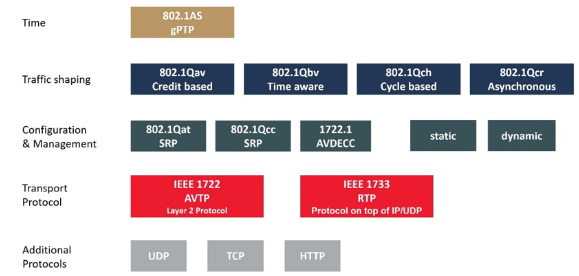 Time
802.1AS
gPTP
Traffic shaping
802.1Qav
Credit based
802.1Qbv
Time aware
802.1Qch
Cycle based
802.1Qcr
Asynchronous
Configuration
& Management
802.1Qat
SRP
802.1Qcc
SRP
1722.1
AVDECC
static
dynamic
Transport
Protocol
IEEE 1722
AVTP
Layer 2 Protocol
IEEE 1733
RTP
Protocol on top of IP/UDP
Additional
Protocols
UDP
TCP
HTTP